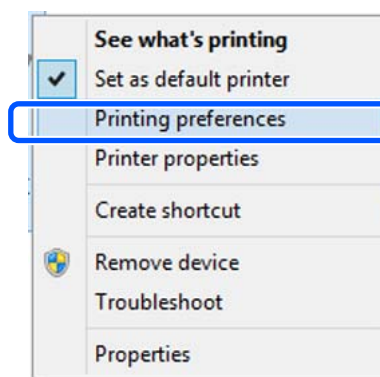 See what's printing
Set as default printer
Printing preferences
Printer properties
Create shortcut
Remove device
Troubleshoot
Properties